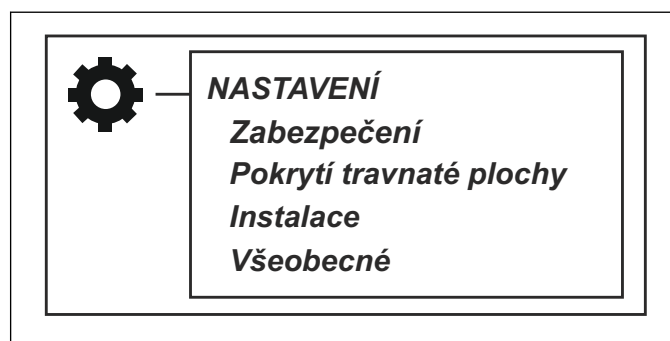 NASTAVENÍ
Zabezpečení
Pokrytí travnaté plochy
Instalace
Všeobecné